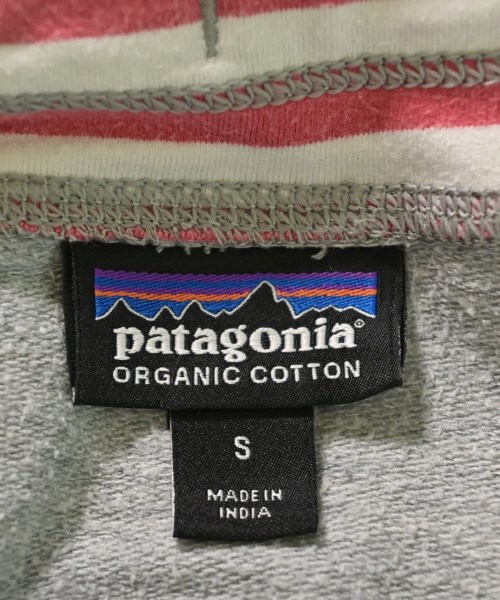 patagonia®
ORGANIC COTTON
S
MADE IN
INDIA